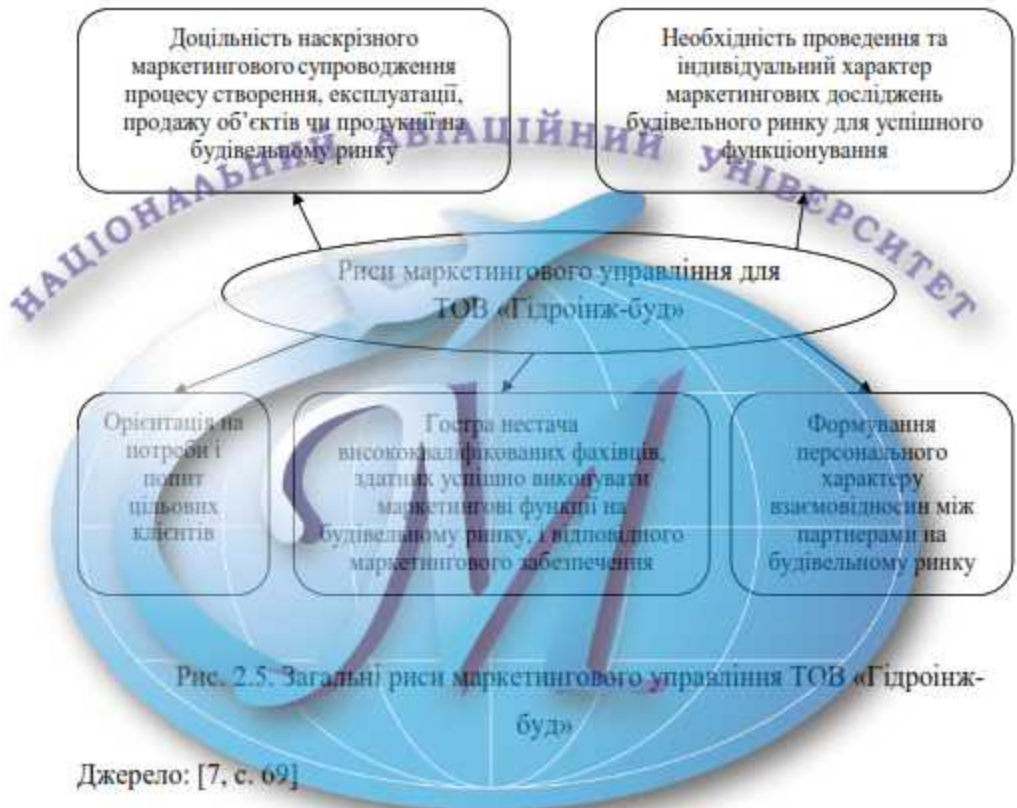 Доцільність наскрізного
маркетингового супроводження
процесу створення, експлуатації,
продажу об’єктів чи продукції на
будівельному ринку
Необхідність проведення та
індивідуальний характер
маркетингових досліджень
будівельного ринку для успішного
функціонування
НАЦІОНАЛЬНИЙ АВІАЦІЙНИЙ УНІВЕРСИТЕТ
Риси маркетингового управління для
ТОВ «Гідроінж-буд»
Орієнтація на
потреби і
попит
цільових
клієнтів
Гостра нестача
висококваліфікованих фахівців,
здатних успішно виконувати
маркетингові функції на
будівельному ринку, і відповідного
маркетингового забезпечення
Формування
персонального
характеру
взаємовідносин між
партнерами на
будівельному ринку
Рис. 2.5. Загальні риси маркетингового управління ТОВ «Гідроінж-
буд»
Джерело: [7, с. 69]